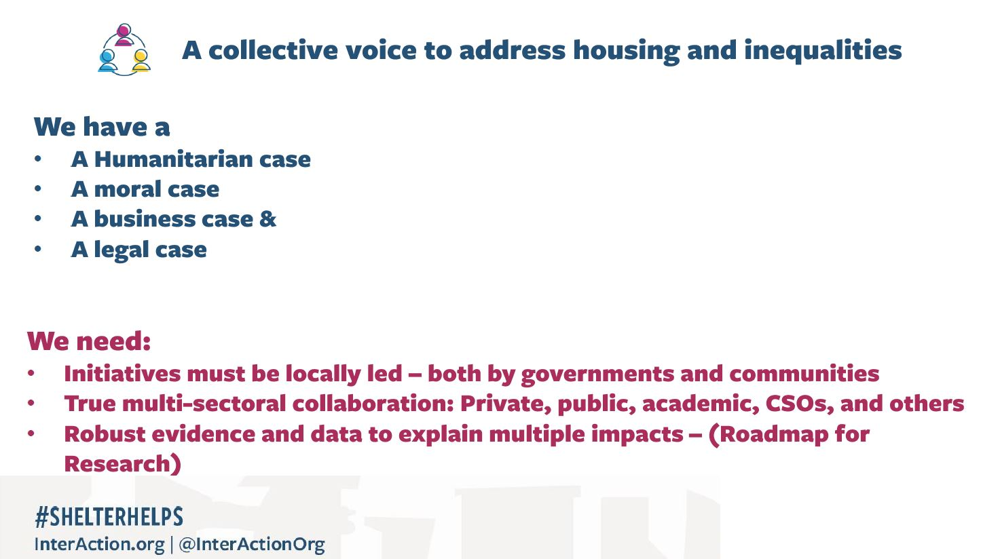 A collective voice to address housing and inequalities
We have a
• A Humanitarian case
• A moral case
• A business case &
• A legal case
We need:
• Initiatives must be locally led – both by governments and communities
• True multi-sectoral collaboration: Private, public, academic, CSOs, and others
• Robust evidence and data to explain multiple impacts – (Roadmap for
Research)
#SHELTERHELPS
InterAction.org | @InterActionOrg